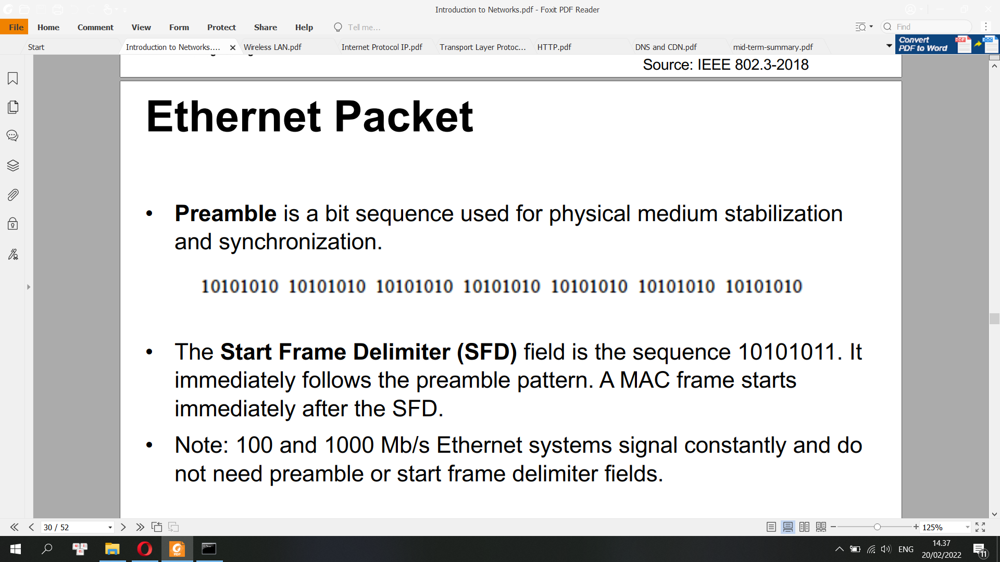 Introduction to Networks.pdf - Foxit PDF Reader
File Home Comment View Form Protect Share Help Tell me... Find
Start Introduction to Networks.... Wireless LAN.pdf Internet Protocol IP.pdf Transport Layer Protoc... HTTP.pdf DNS and CDN.pdf mid-term-summary.pdf
Convert
PDF to Word
PDF DOC
Source: IEEE 802.3-2018
Ethernet Packet
• Preamble is a bit sequence used for physical medium stabilization
and synchronization.
10101010 10101010 10101010 10101010 10101010 10101010 10101010
• The Start Frame Delimiter (SFD) field is the sequence 10101011. It
immediately follows the preamble pattern. A MAC frame starts
immediately after the SFD.
• Note: 100 and 1000 Mb/s Ethernet systems signal constantly and do
not need preamble or start frame delimiter fields.
30 / 52
125%
PDF
ENG
14.37
20/02/2022
11